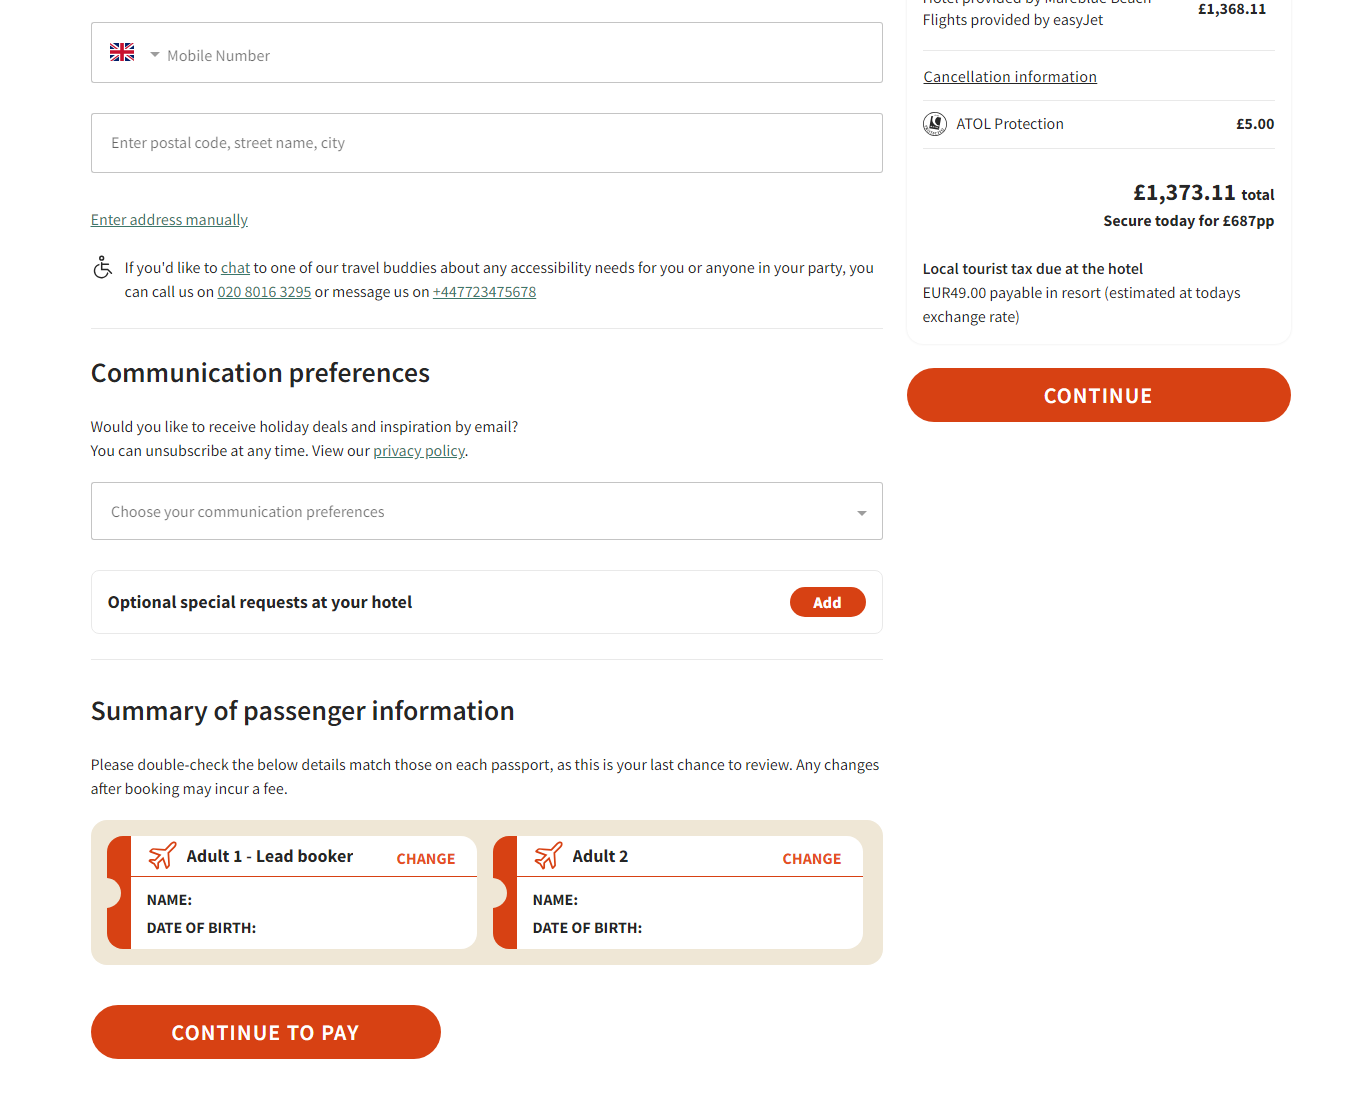 Mobile Number
Enter postal code, street name, city
Enter address manually
If you'd like to chat to one of our travel buddies about any accessibility needs for you or anyone in your party, you
can call us on 020 8016 3295 or message us on +447723475678
Communication preferences
Would you like to receive holiday deals and inspiration by email?
You can unsubscribe at any time. View our privacy policy.
Choose your communication preferences
Optional special requests at your hotel
Add
Summary of passenger information
Please double-check the below details match those on each passport, as this is your last chance to review. Any changes
after booking may incur a fee.
Adult 1 - Lead booker
CHANGE
NAME:
DATE OF BIRTH:
Adult 2
CHANGE
NAME:
DATE OF BIRTH:
CONTINUE TO PAY
Hotel provided by Mareblue Beach
£1,368.11
Flights provided by easyJet
Cancellation information
ATOL Protection
£5.00
£1,373.11 total
Secure today for £687pp
Local tourist tax due at the hotel
EUR49.00 payable in resort (estimated at todays
exchange rate)
CONTINUE